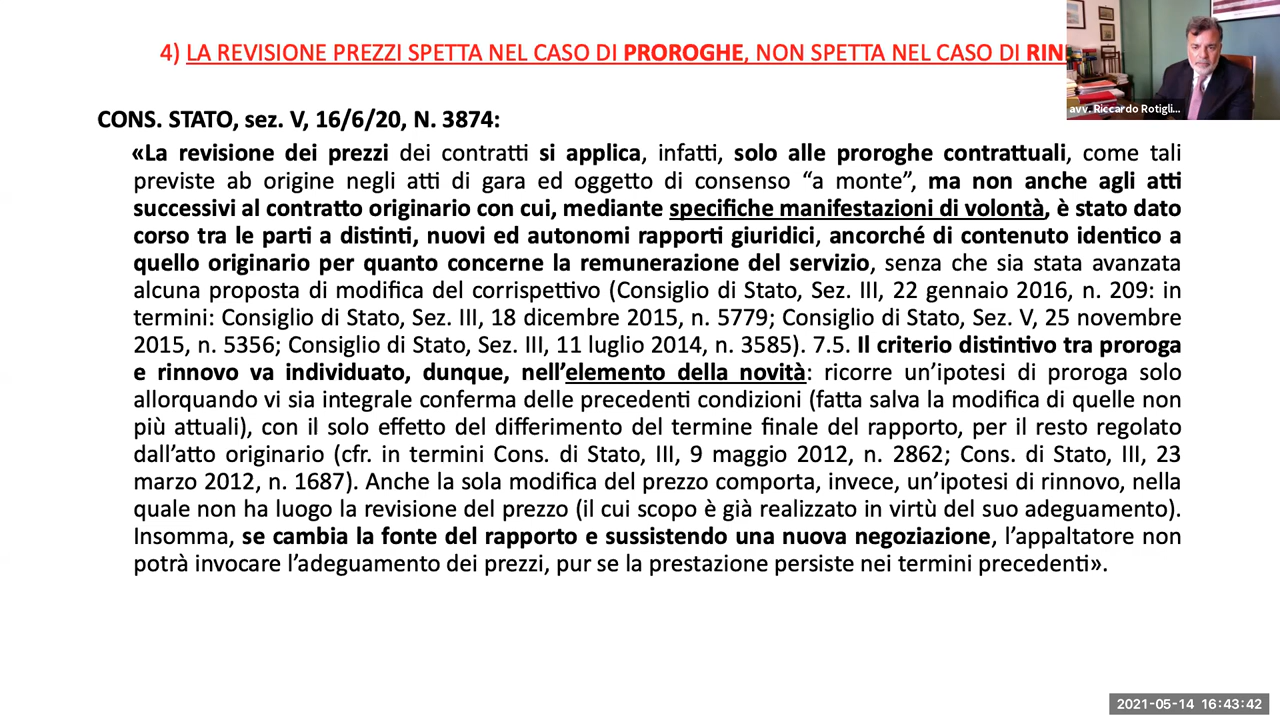 4) LA REVISIONE PREZZI SPETTA NEL CASO DI PROROGHE, NON SPETTA NEL CASO DI
avv. Riccardo Rotigli...
CONS. STATO, sez. V, 16/6/20, N. 3874:
«La revisione dei prezzi dei contratti si applica, infatti, solo alle proroghe contrattuali, come tali
previste ab origine negli atti di gara ed oggetto di consenso “a monte”, ma non anche agli atti
successivi al contratto originario con cui, mediante specifiche manifestazioni di volontà, è stato dato
corso tra le parti a distinti, nuovi ed autonomi rapporti giuridici, ancorché di contenuto identico a
quello originario per quanto concerne la remunerazione del servizio, senza che sia stata avanzata
alcuna proposta di modifica del corrispettivo (Consiglio di Stato, Sez. III, 22 gennaio 2016, n. 209: in
termini: Consiglio di Stato, Sez. III, 18 dicembre 2015, n. 5779; Consiglio di Stato, Sez. V, 25 novembre
2015, n. 5356; Consiglio di Stato, Sez. III, 11 luglio 2014, n. 3585). 7.5. Il criterio distintivo tra proroga
e rinnovo va individuato, dunque, nell’elemento della novità: ricorre un’ipotesi di proroga solo
allorquando vi sia integrale conferma delle precedenti condizioni (fatta salva la modifica di quelle non
più attuali), con il solo effetto del differimento del termine finale del rapporto, per il resto regolato
dall’atto originario (cfr. in termini Cons. di Stato, III, 9 maggio 2012, n. 2862; Cons. di Stato, III, 23
marzo 2012, n. 1687). Anche la sola modifica del prezzo comporta, invece, un’ipotesi di rinnovo, nella
quale non ha luogo la revisione del prezzo (il cui scopo è già realizzato in virtù del suo adeguamento).
Insomma, se cambia la fonte del rapporto e sussistendo una nuova negoziazione, l’appaltatore non
potrà invocare l’adeguamento dei prezzi, pur se la prestazione persiste nei termini precedenti».
2021-05-14 16:43:42